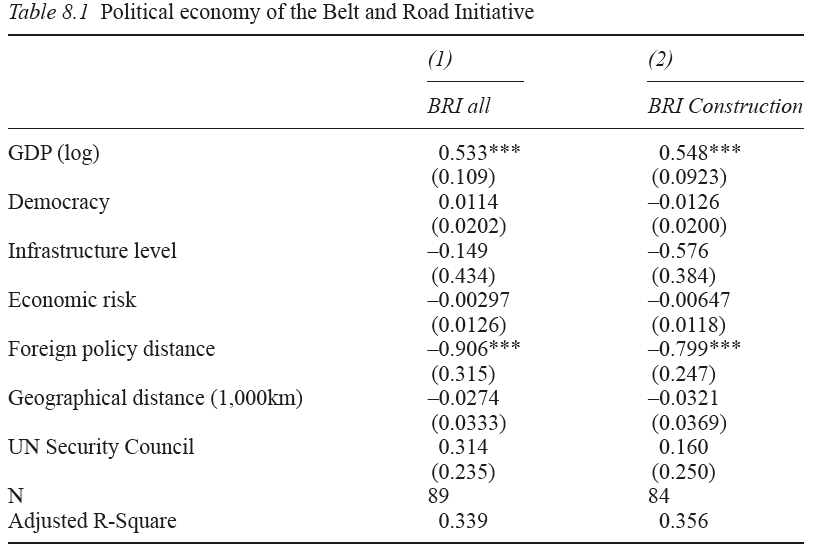 Table 8.1 Political economy of the Belt and Road Initiative
(1) (2)
BRI all BRI Construction
GDP (log) 0.533*** 0.548***
(0.109) (0.0923)
Democracy 0.0114 –0.0126
(0.0202) (0.0200)
Infrastructure level –0.149 –0.576
(0.434) (0.384)
Economic risk –0.00297 –0.00647
(0.0126) (0.0118)
Foreign policy distance –0.906*** –0.799***
(0.315) (0.247)
Geographical distance (1,000km) –0.0274 –0.0321
(0.0333) (0.0369)
UN Security Council 0.314 0.160
(0.235) (0.250)
N 89 84
Adjusted R-Square 0.339 0.356